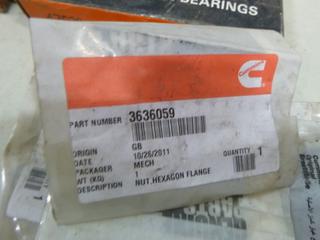 BEARINGS
PART NUMBER 3636059
ORIGIN GB
DATE 10/26/2011
PACKAGER MECH
WT (KG) 1
DESCRIPTION NUT,HEXAGON FLANGE
QUANTITY 1